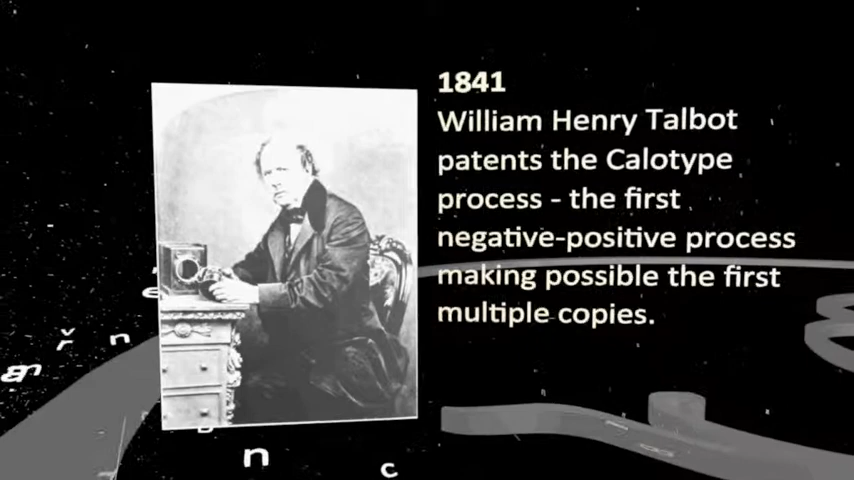 1841
William Henry Talbot
patents the Calotype
process - the first
negative-positive process
making possible the first
multiple copies.
ř n
n
c